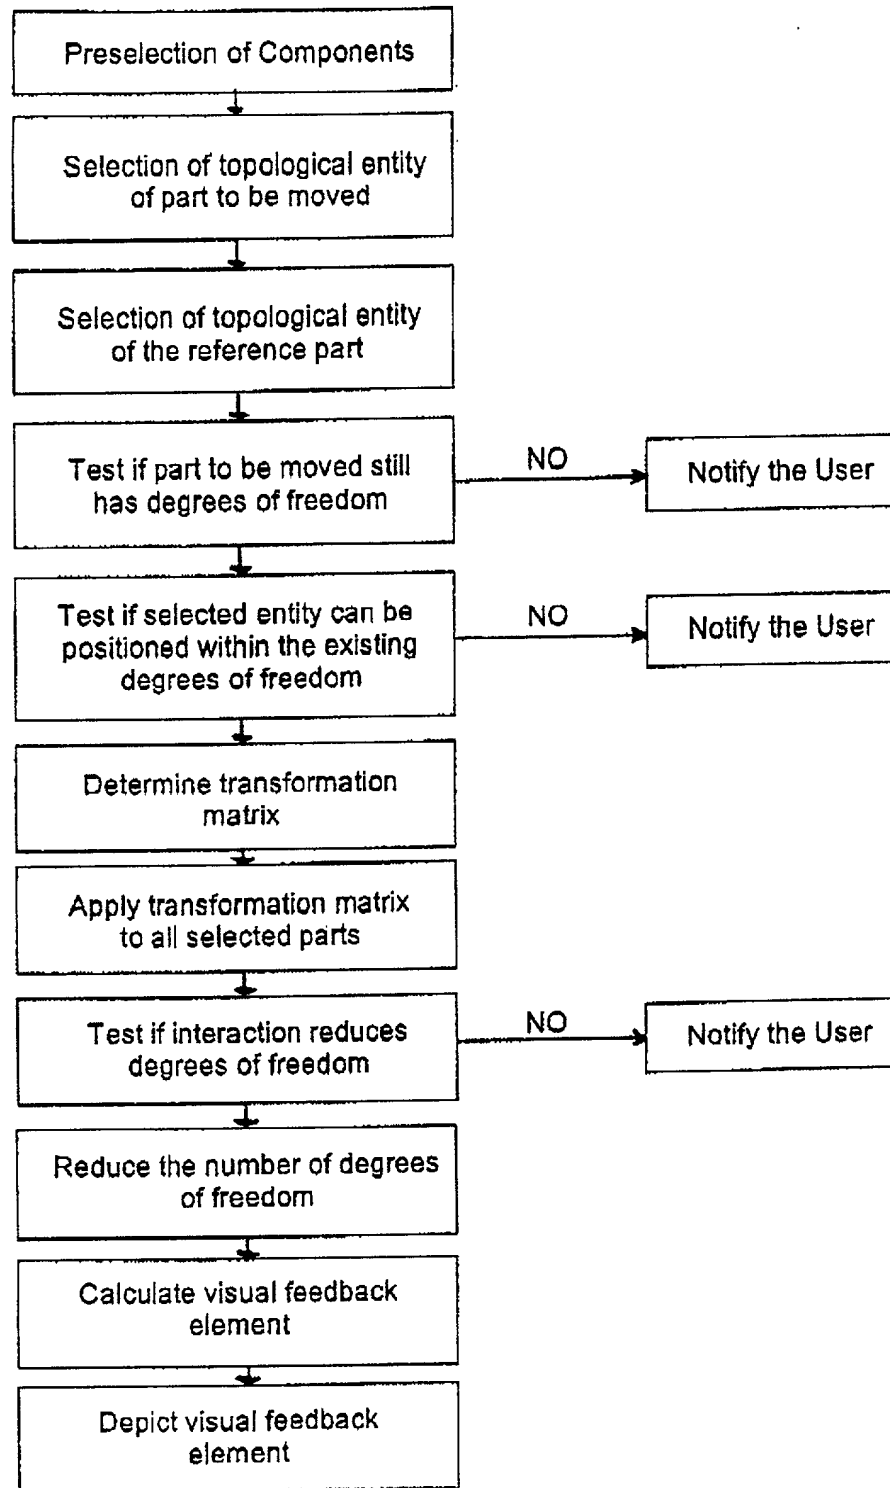 Preselection of Components
Selection of topological entity
of part to be moved
Selection of topological entity
of the reference part
Test if part to be moved still
has degrees of freedom
NO
Notify the User
Test if selected entity can be
positioned within the existing
degrees of freedom
NO
Notify the User
Determine transformation
matrix
Apply transformation matrix
to all selected parts
Test if interaction reduces
degrees of freedom
NO
Notify the User
Reduce the number of degrees
of freedom
Calculate visual feedback
element
Depict visual feedback
element